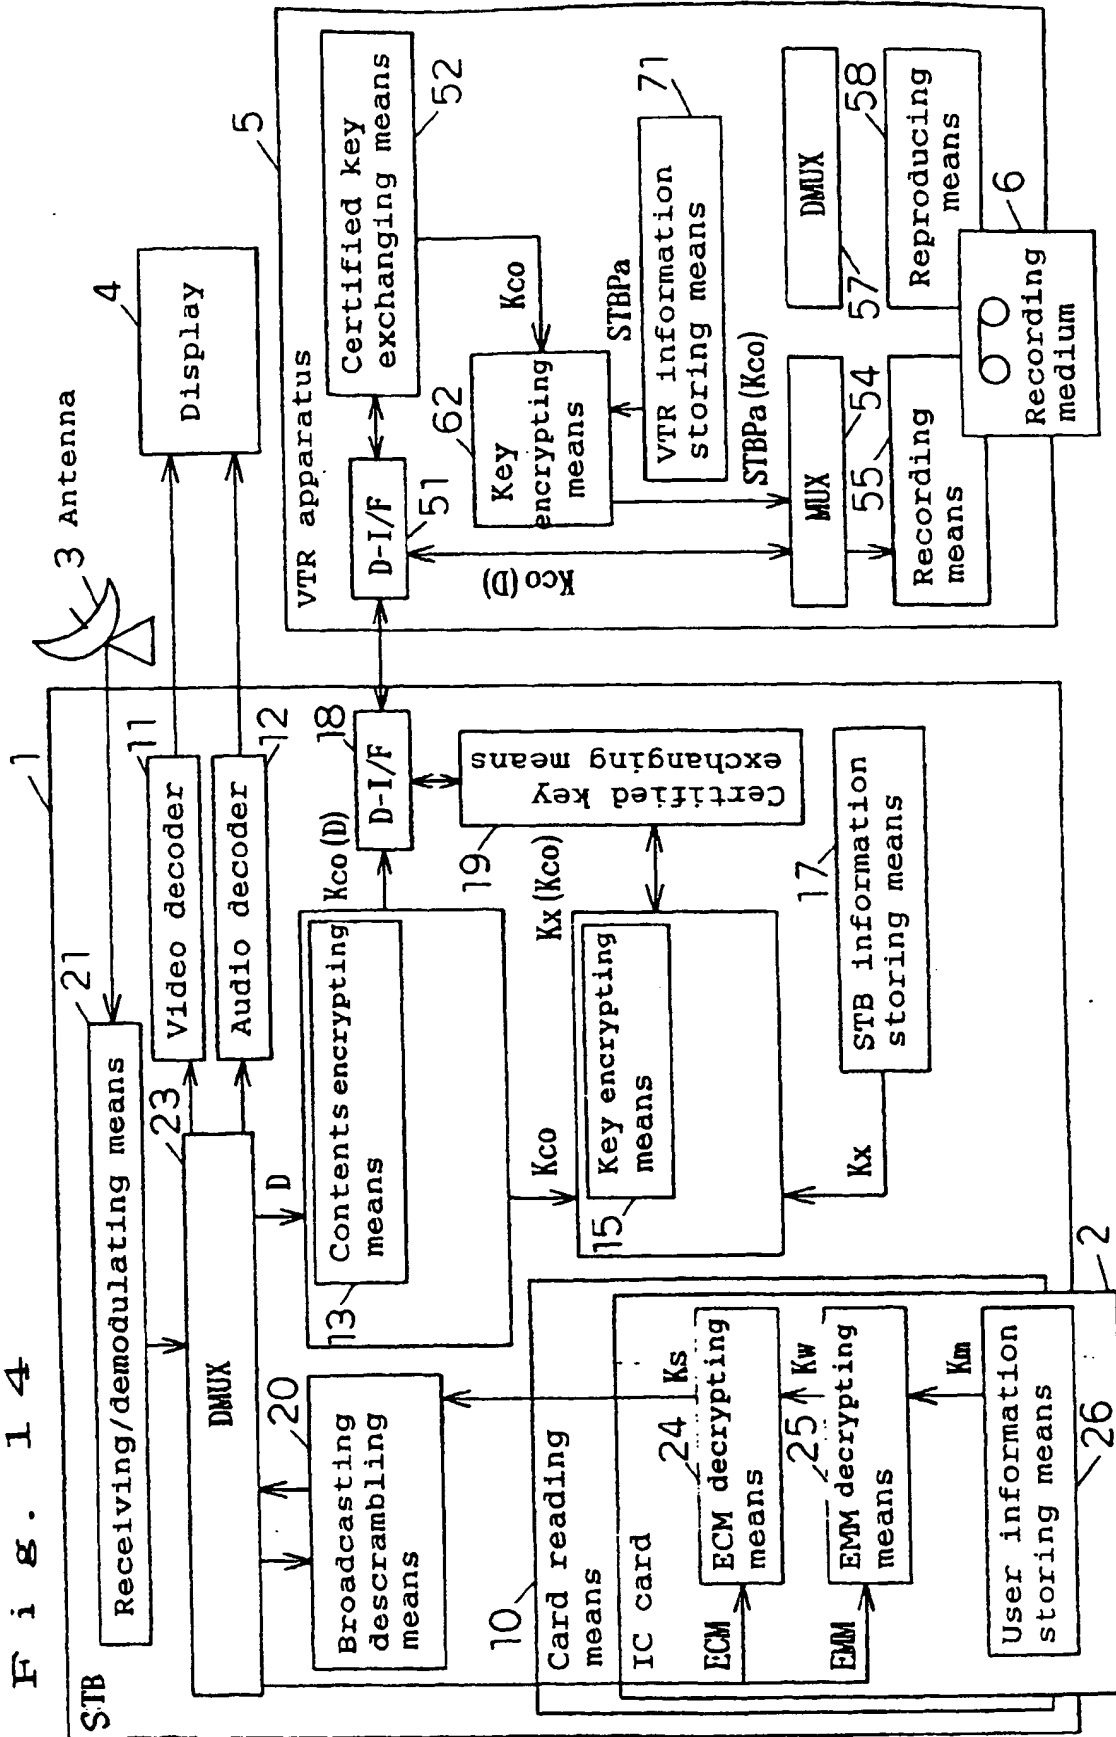 Fig. 14
STB
1
21
Receiving/demodulating means
3 Antenna
23
DMUX
11
Video decoder
12
Audio decoder
4
Display
D
20
Broadcasting
descrambling
means
13
Contents encrypting
means
Kco(D)
18
D-I/F
19
Certified key
exchanging means
Kco
Kx(Kco)
15
Key encrypting
means
Kx
17
STB information
storing means
10
Card reading
means
2
IC card
Ks
ECM
24
ECM decrypting
means
Kw
EMM
25
EMM decrypting
means
Km
User information
storing means
26
5
VTR apparatus
51
D-I/F
Certified key
exchanging means
52
Kco
62
Key
encrypting
means
STBPa
71
VTR information
storing means
Kco(D)
STBPa(Kco)
MUX
54
DMUX
57
55
Recording
means
58
Reproducing
means
6
Recording
medium